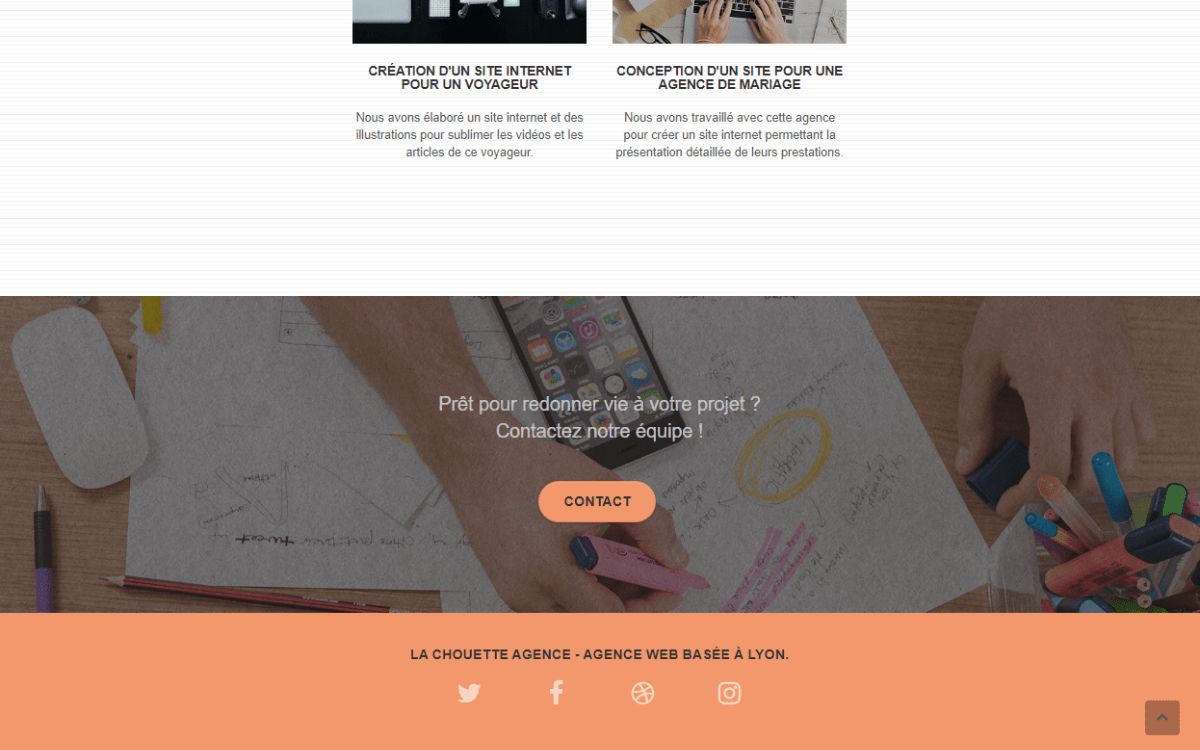 CRÉATION D'UN SITE INTERNET
POUR UN VOYAGEUR
Nous avons élaboré un site internet et des
illustrations pour sublimer les vidéos et les
articles de ce voyageur.
CONCEPTION D'UN SITE POUR UNE
AGENCE DE MARIAGE
Nous avons travaillé avec cette agence
pour créer un site internet permettant la
présentation détaillée de leurs prestations.
Prêt pour redonner vie à votre projet ?
Contactez notre équipe !
CONTACT
LA CHOUETTE AGENCE - AGENCE WEB BASÉE À LYON.